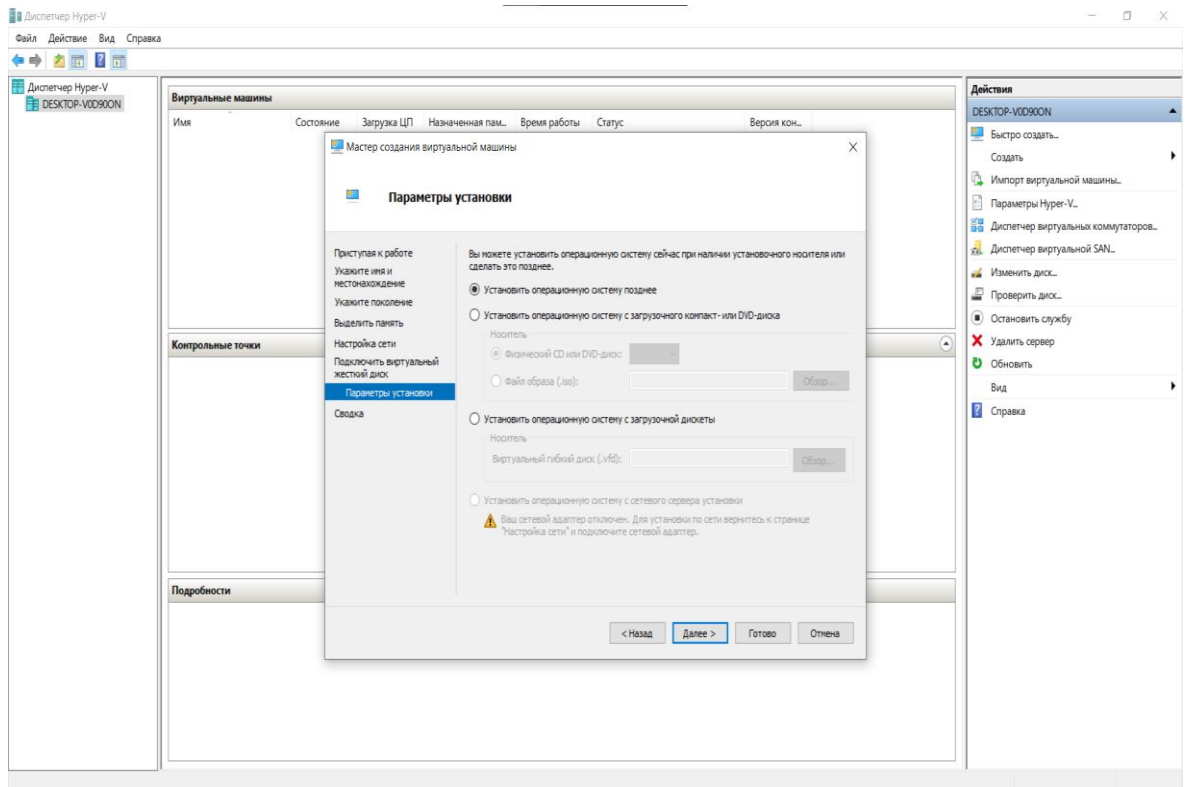 Диспетчер Hyper-V
Файл Действие Вид Справка
Диспетчер Hyper-V
DESKTOP-V0D90ON
Виртуальные машины
Имя Состояние Загрузка ЦП Назначенная пам... Время работы Статус Версия кон...
Контрольные точки
Подробности
Мастер создания виртуальной машины
Параметры установки
Приступая к работе
Укажите имя и
местонахождение
Укажите поколение
Выделить память
Настройка сети
Подключить виртуальный
жесткий диск
Параметры установки
Сводка
Вы можете установить операционную систему сейчас при наличии установочного носителя или
сделать это позднее.
Установить операционную систему позднее
Установить операционную систему с загрузочного компакт- или DVD-диска
Носитель
Физический CD или DVD-диск:
Файл образа (.iso):
Обзор...
Установить операционную систему с загрузочной дискеты
Носитель
Виртуальный гибкий диск (.vfd):
Обзор...
Установить операционную систему с сетевого сервера установки
Ваш сетевой адаптер отключен. Для установки по сети вернитесь к странице
"Настройка сети" и подключите сетевой адаптер.
< Назад Далее > Готово Отмена
Действия
DESKTOP-V0D90ON
Быстро создать...
Создать
Импорт виртуальной машины...
Параметры Hyper-V...
Диспетчер виртуальных коммутаторов...
Диспетчер виртуальной SAN...
Изменить диск...
Проверить диск...
Остановить службу
Удалить сервер
Обновить
Вид
Справка